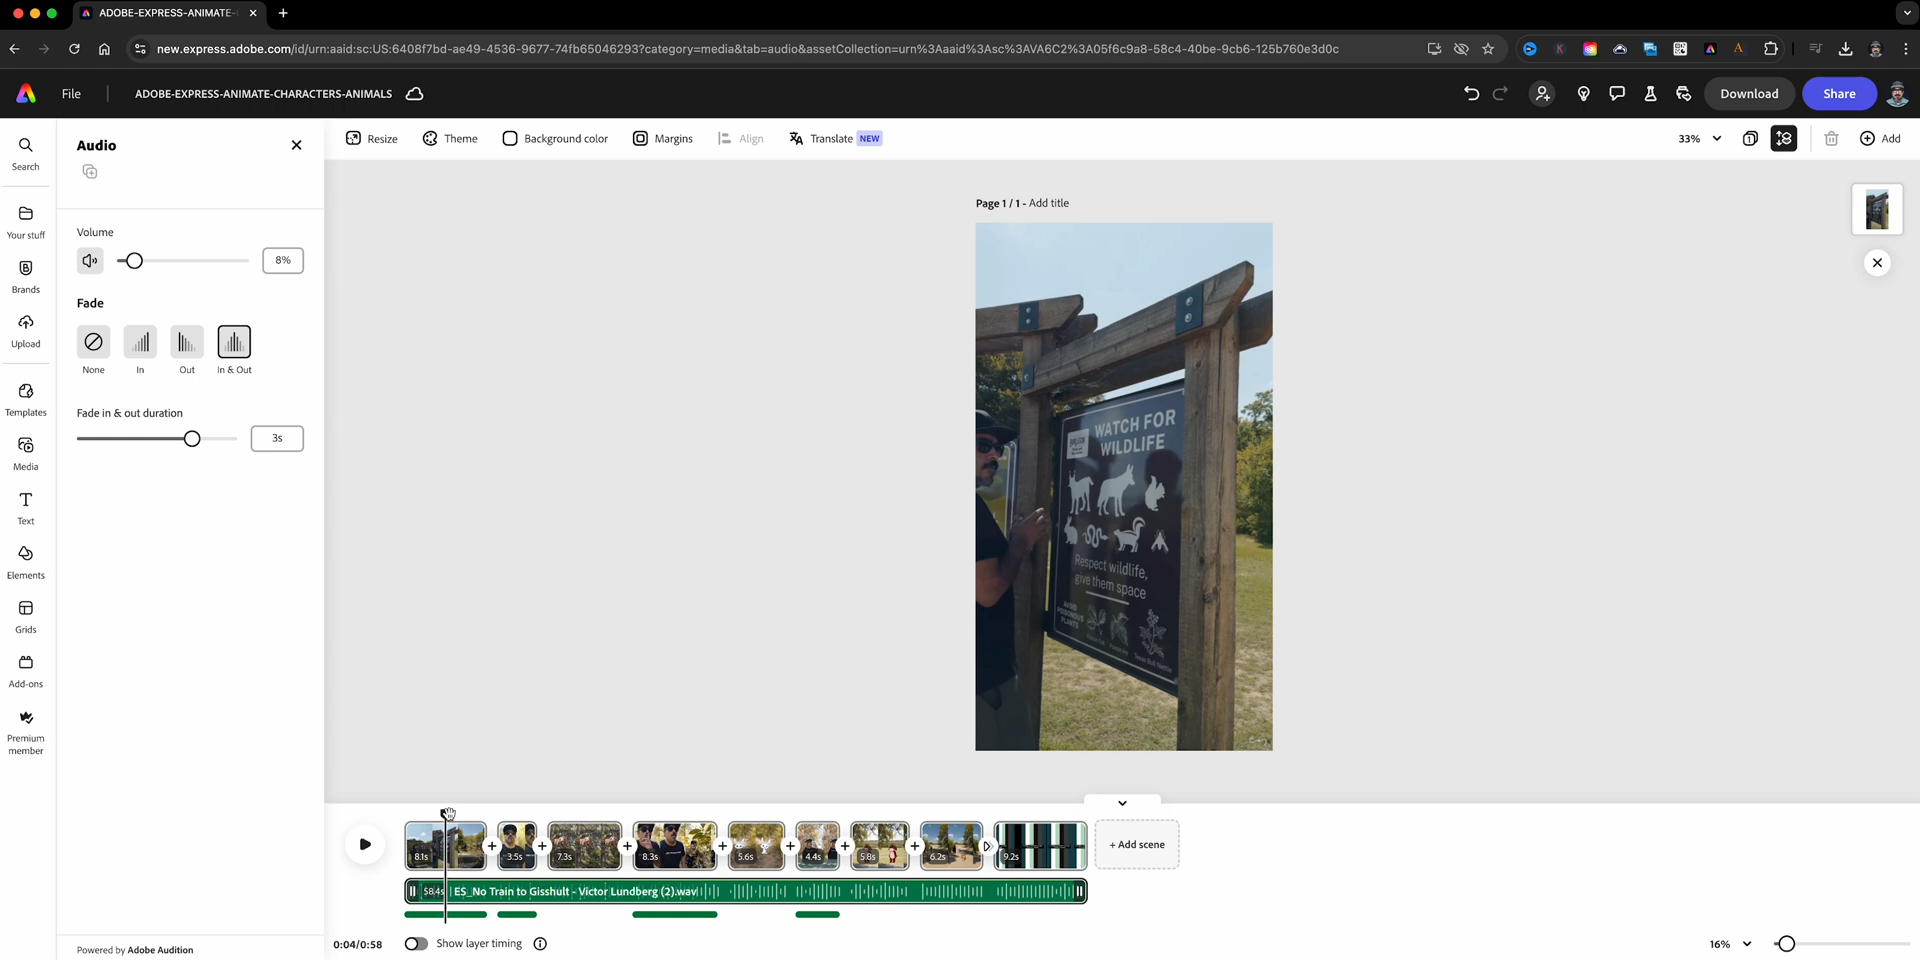 ADOBE-EXPRESS-ANIMATE-
new.express.adobe.com/id/urn:aaid:sc:US:6408f7bd-ae49-4536-9677-74fb65046293?category=media&tab=audio&assetCollection=urn%3Aaaid%3Asc%3AVA6C2%3A05f6c9a8-58c4-40be-9cb6-125b760e3d0c
File
ADOBE-EXPRESS-ANIMATE-CHARACTERS-ANIMALS
Download
Share
Search
Your stuff
Brands
Upload
Templates
Media
Text
Elements
Grids
Add-ons
Premium
member
Audio
Volume
8%
Fade
None
In
Out
In & Out
Fade in & out duration
3s
Powered by Adobe Audition
Resize
Theme
Background color
Margins
Align
Translate NEW
33%
Add
Page 1 / 1 - Add title
WATCH FOR
WILDLIFE
Respect wildlife,
give them space
AVOID
POISONOUS
PLANTS
8.1s
3.5s
7.3s
8.3s
5.6s
4.4s
5.8s
6.2s
9.2s
+ Add scene
58.4s
ES_No Train to Gisshult - Victor Lundberg (2).wav
0:04/0:58
Show layer timing
16%